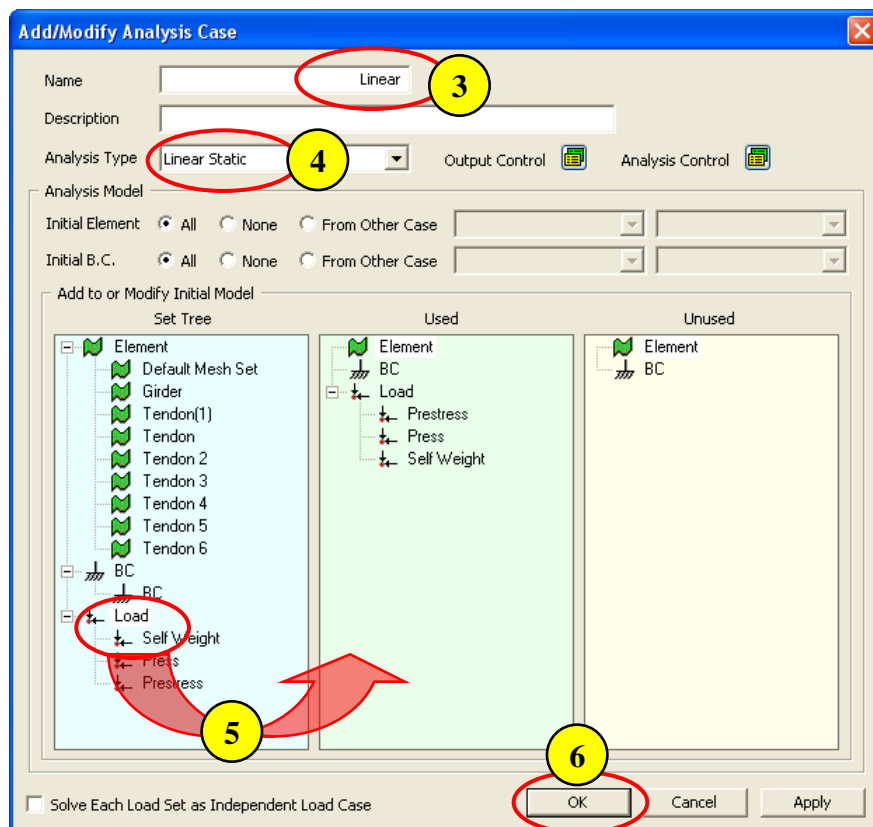 Add/Modify Analysis Case
Name Linear 3
Description
Analysis Type Linear Static 4 Output Control Analysis Control
Analysis Model
Initial Element All None From Other Case
Initial B.C. All None From Other Case
Add to or Modify Initial Model
Set Tree Used Unused
Element Element Element
Default Mesh Set BC BC
Girder Load
Tendon(1) Prestress
Tendon Press
Tendon 2 Self Weight
Tendon 3
Tendon 4
Tendon 5
Tendon 6
BC
BC
Load
Self Weight
Press
Prestress
5
6
Solve Each Load Set as Independent Load Case OK Cancel Apply